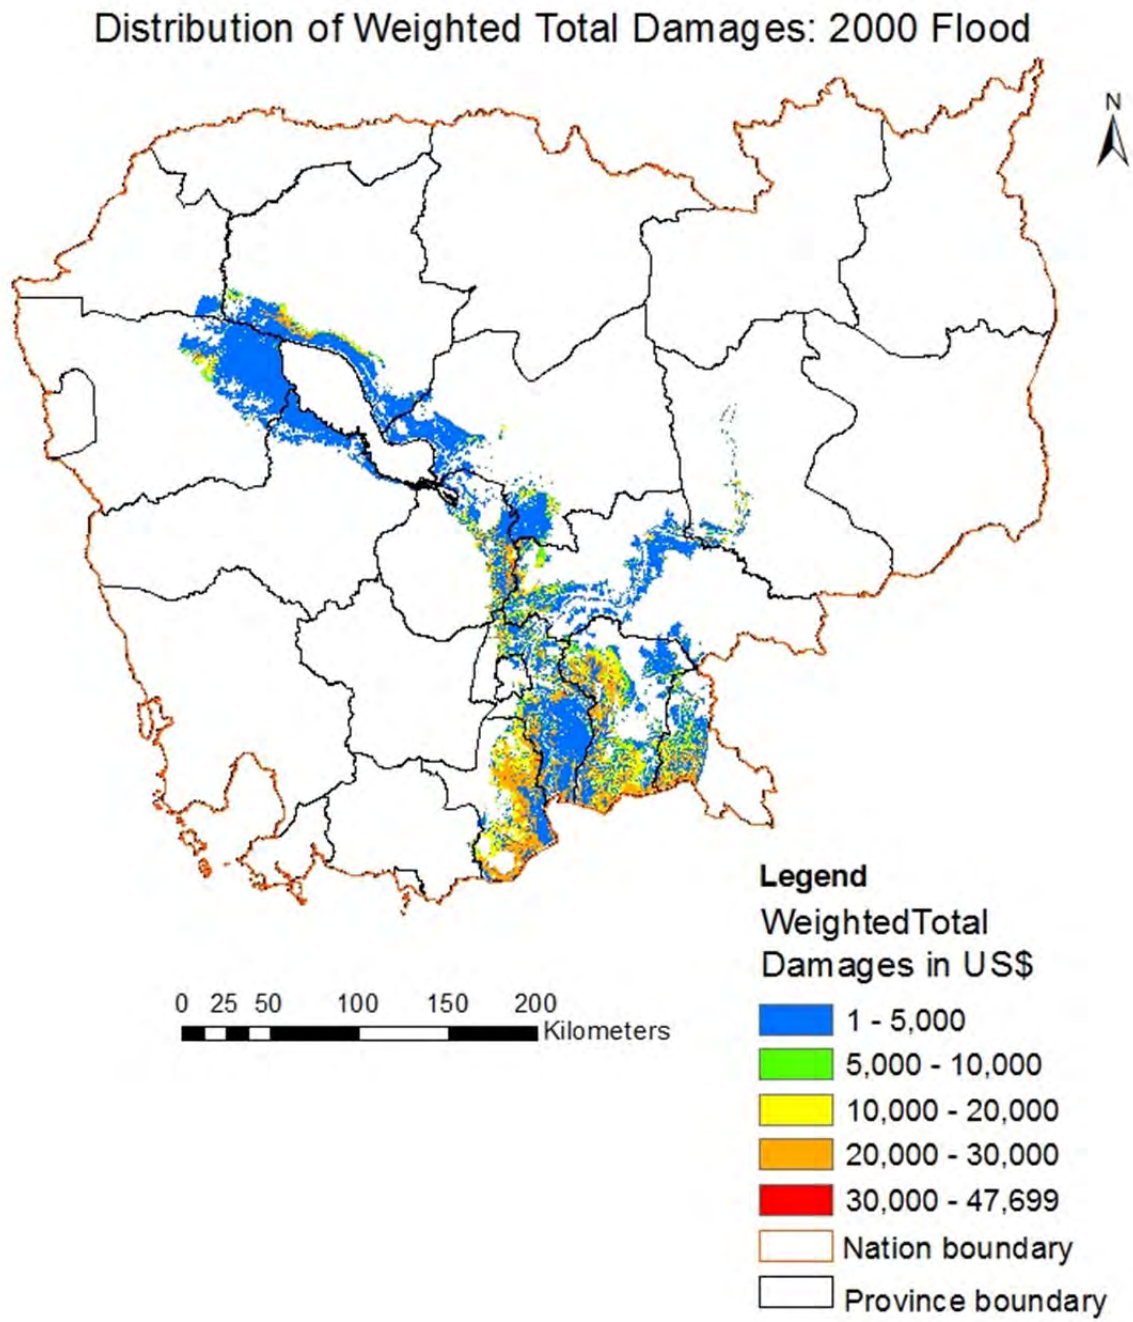 Distribution of Weighted Total Damages: 2000 Flood
N
Legend
WeightedTotal
Damages in US$
0 25 50 100 150 200
Kilometers
1 - 5,000
5,000 - 10,000
10,000 - 20,000
20,000 - 30,000
30,000 - 47,699
Nation boundary
Province boundary